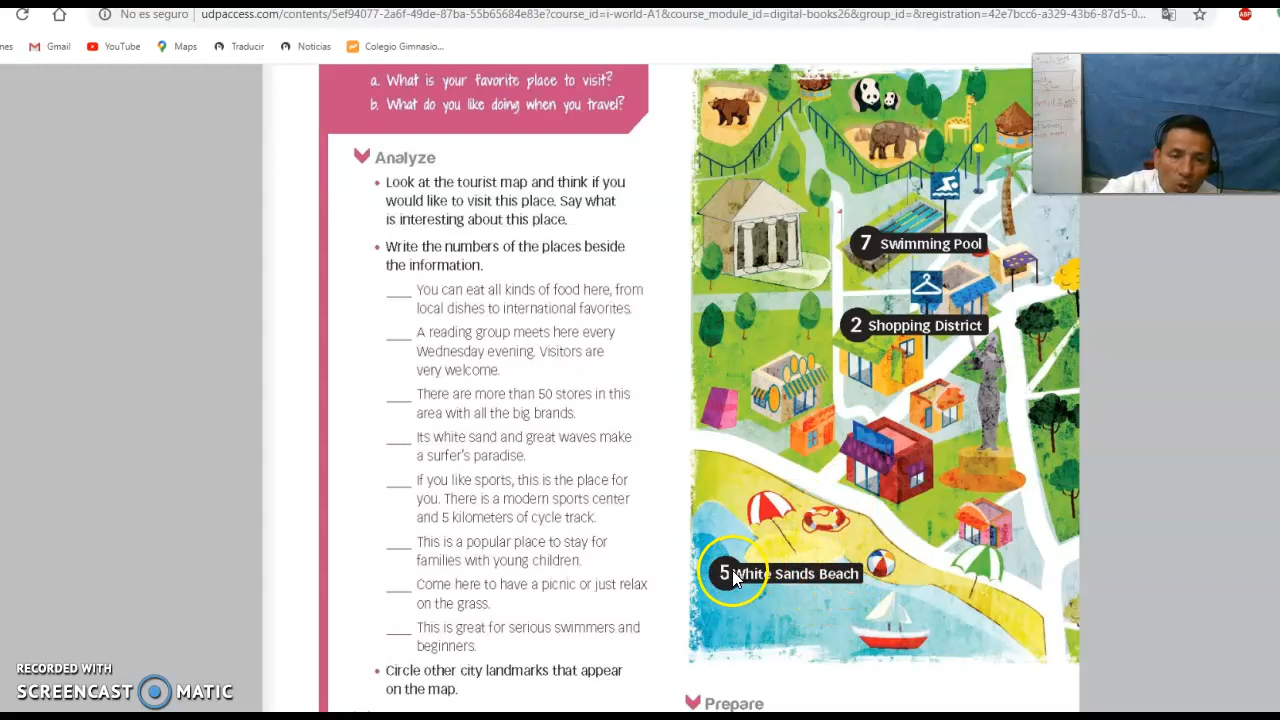 No es seguro
udpaccess.com/contents/5ef94077-2a6f-49de-87ba-55b65684e83e?course_id=i-world-A1&course_module_id=digital-books26&group_id=&registration=42e7bcc6-a329-43b6-87d5-0...
ABP
nes
Gmail
YouTube
Maps
Traducir
Noticias
Colegio Gimnasio...
a. What is your favorite place to visit?
b. What do you like doing when you travel?
Analyze
• Look at the tourist map and think if you
would like to visit this place. Say what
is interesting about this place.
• Write the numbers of the places beside
the information.
____ You can eat all kinds of food here, from
local dishes to international favorites.
____ A reading group meets here every
Wednesday evening. Visitors are
very welcome.
____ There are more than 50 stores in this
area with all the big brands.
____ Its white sand and great waves make
a surfer's paradise.
____ If you like sports, this is the place for
you. There is a modern sports center
and 5 kilometers of cycle track.
____ This is a popular place to stay for
families with young children.
____ Come here to have a picnic or just relax
on the grass.
____ This is great for serious swimmers and
beginners.
• Circle other city landmarks that appear
on the map.
7 Swimming Pool
2 Shopping District
5 White Sands Beach
Prepare
RECORDED WITH
SCREENCAST MATIC